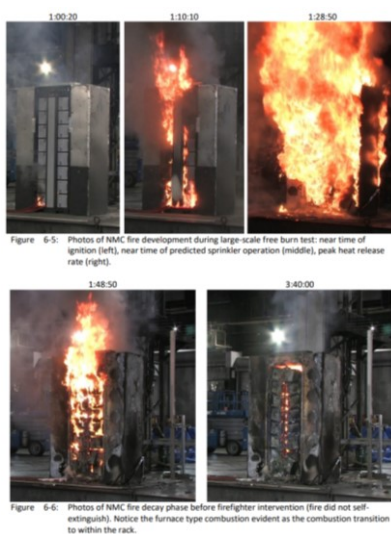 1:00:20 1:10:10 1:28:50
Figure 6-5: Photos of NMC fire development during large-scale free burn test: near time of
ignition (left), near time of predicted sprinkler operation (middle), peak heat release
rate (right).
1:48:50 3:40:00
Figure 6-6: Photos of NMC fire decay phase before firefighter intervention (fire did not self-
extinguish). Notice the furnace type combustion evident as the combustion transition
to within the rack.